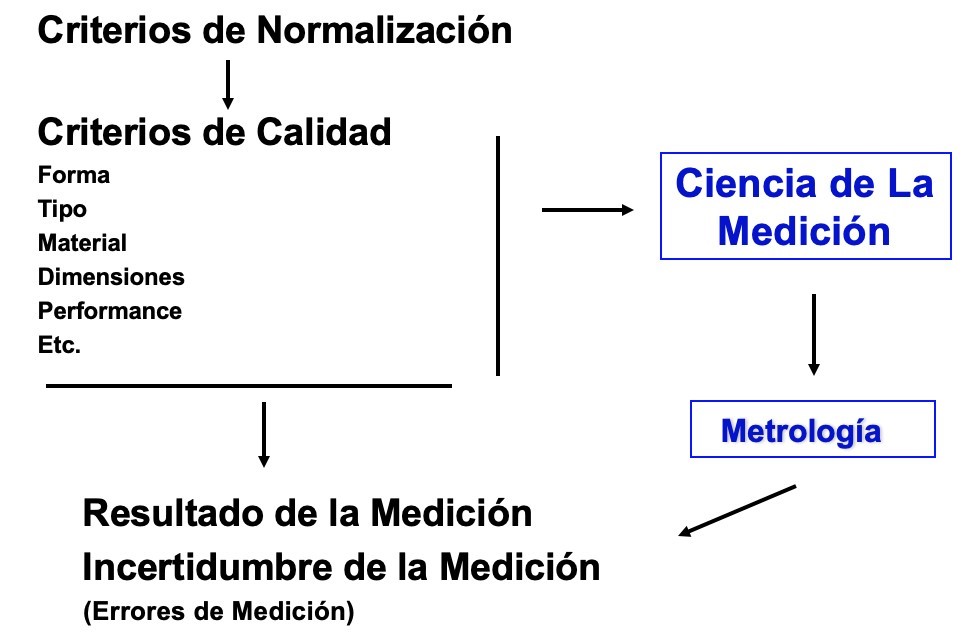 Criterios de Normalización
Criterios de Calidad
Forma
Tipo
Material
Dimensiones
Performance
Etc.
Ciencia de La
Medición
Metrología
Resultado de la Medición
Incertidumbre de la Medición
(Errores de Medición)